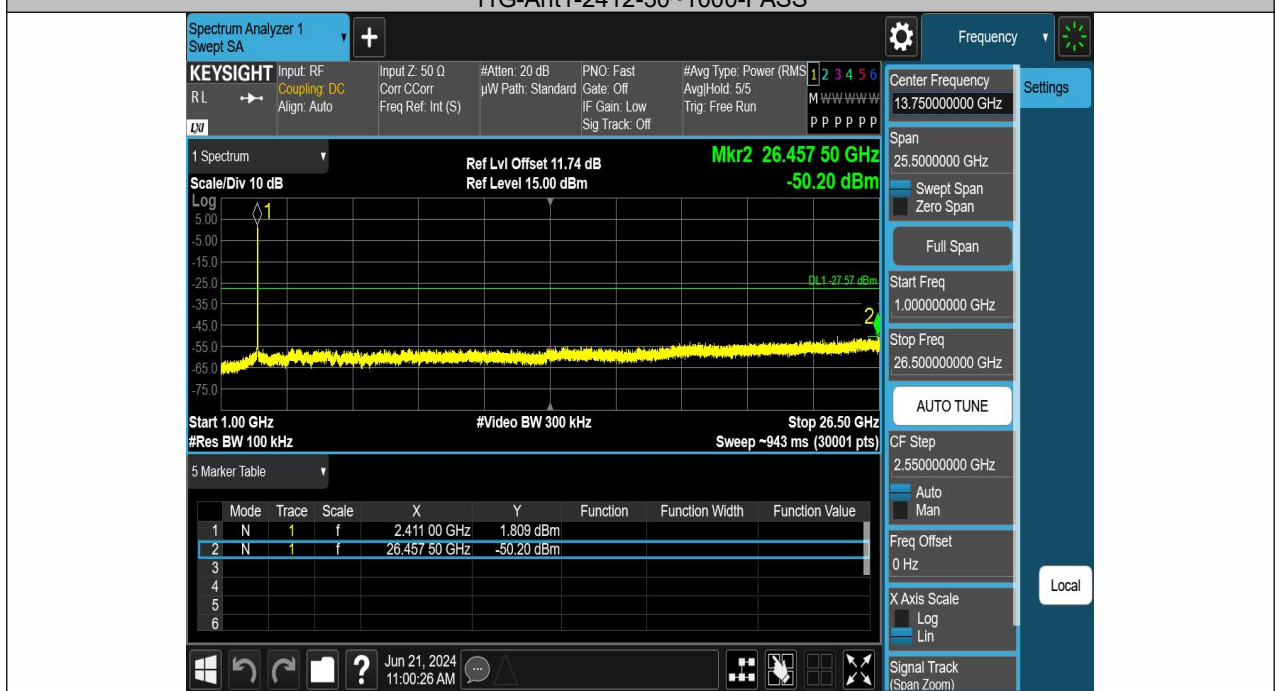 Spectrum Analyzer 1
Swept SA
+
Frequency
KEYSIGHT
RL
LXI
Input: RF
Coupling: DC
Align: Auto
Input Z: 50 Ω
Corr CCorr
Freq Ref: Int (S)
#Atten: 20 dB
µW Path: Standard
PNO: Fast
Gate: Off
IF Gain: Low
Sig Track: Off
#Avg Type: Power (RMS
Avg|Hold: 5/5
Trig: Free Run
1 2 3 4 5 6
M W W W W W
P P P P P P
1 Spectrum
Ref Lvl Offset 11.74 dB
Mkr2 26.457 50 GHz
Scale/Div 10 dB
Ref Level 15.00 dBm
-50.20 dBm
Log
1
5.00
-5.00
-15.0
-25.0
DL1 -27.57 dBm
-35.0
2
-45.0
-55.0
-65.0
-75.0
Start 1.00 GHz
#Video BW 300 kHz
Stop 26.50 GHz
#Res BW 100 kHz
Sweep ~943 ms (30001 pts)
5 Marker Table
Mode Trace Scale X Y Function Function Width Function Value
1 N 1 f 2.411 00 GHz 1.809 dBm
2 N 1 f 26.457 50 GHz -50.20 dBm
3
4
5
6
?
Jun 21, 2024
11:00:26 AM
Center Frequency
13.750000000 GHz
Settings
Span
25.5000000 GHz
Swept Span
Zero Span
Full Span
Start Freq
1.000000000 GHz
Stop Freq
26.500000000 GHz
AUTO TUNE
CF Step
2.550000000 GHz
Auto
Man
Freq Offset
0 Hz
X Axis Scale
Log
Lin
Local
Signal Track
(Span Zoom)